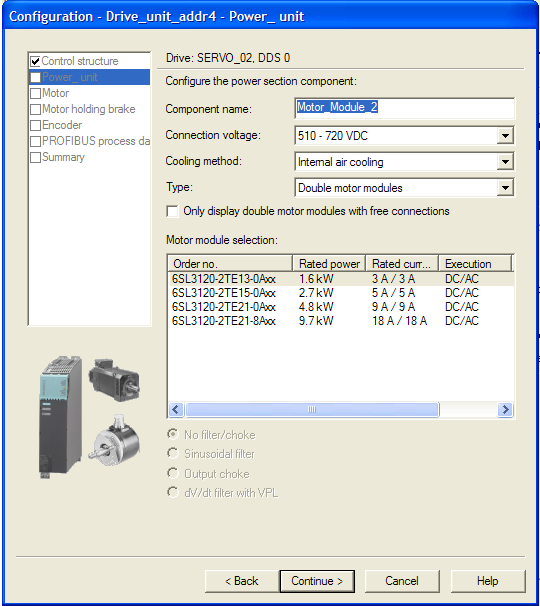 Configuration - Drive_unit_addr4 - Power_ unit
Control structure
Power_ unit
Motor
Motor holding brake
Encoder
PROFIBUS process da
Summary
Drive: SERVO_02, DDS 0
Configure the power section component:
Component name: Motor_Module_2
Connection voltage: 510 - 720 VDC
Cooling method: Internal air cooling
Type: Double motor modules
Only display double motor modules with free connections
Motor module selection:
Order no. Rated power Rated curr... Execution
6SL3120-2TE13-0Axx 1.6 kW 3 A / 3 A DC/AC
6SL3120-2TE15-0Axx 2.7 kW 5 A / 5 A DC/AC
6SL3120-2TE21-0Axx 4.8 kW 9 A / 9 A DC/AC
6SL3120-2TE21-8Axx 9.7 kW 18 A / 18 A DC/AC
No filter/choke
Sinusoidal filter
Output choke
dV/dt filter with VPL
< Back Continue > Cancel Help